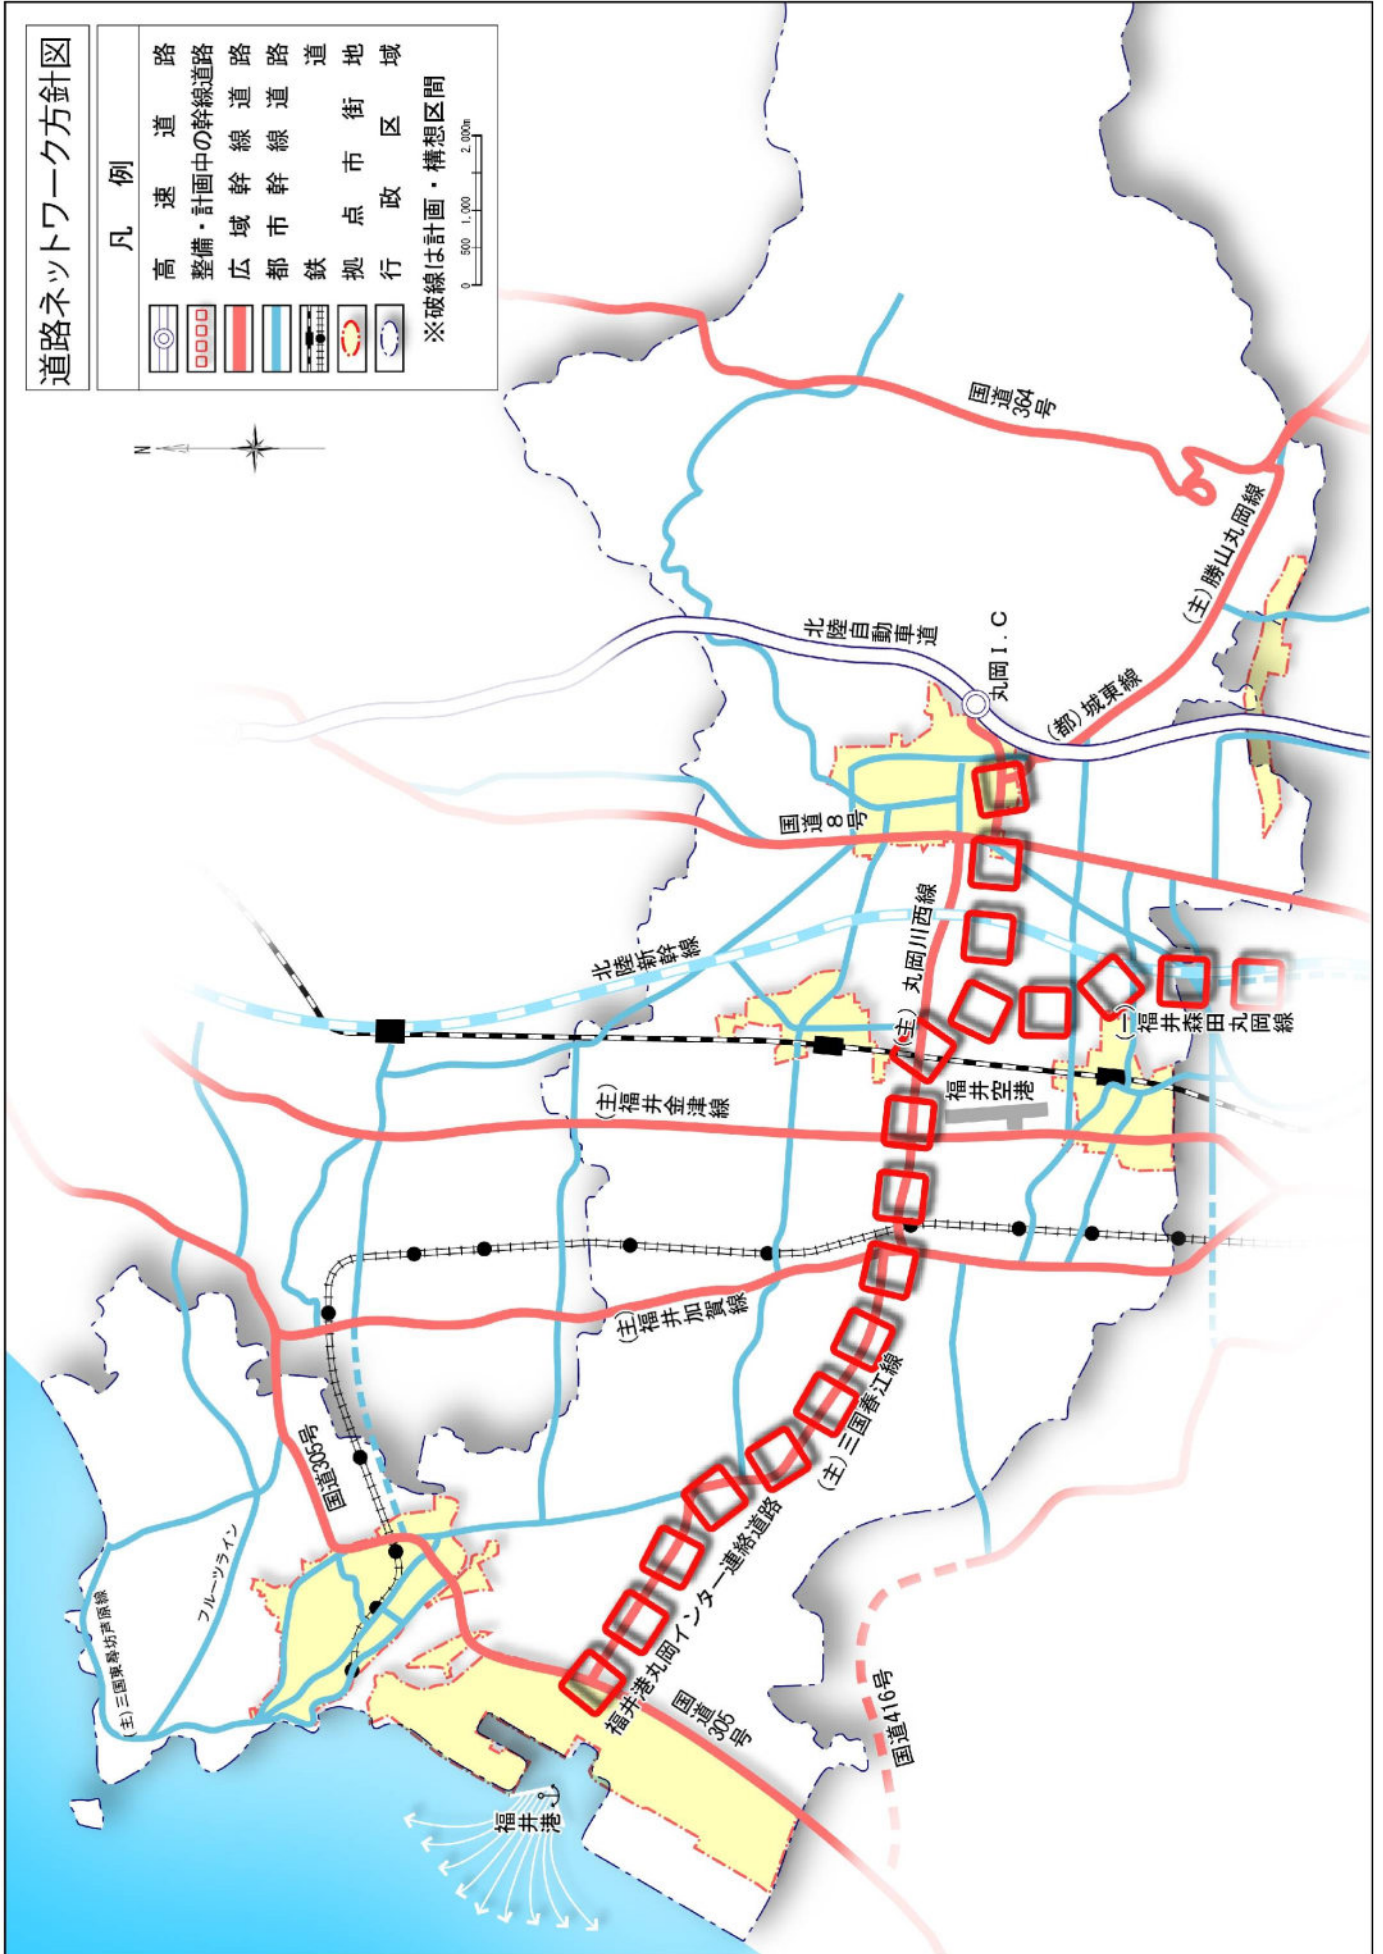 道路ネットワーク方針図
凡例
高速道路
整備・計画中の幹線道路
広域幹線道路
都市幹線道路
鉄道
拠点市街地
行政区域
※破線は計画・構想区間
0 500 1.000 2.000m
N
国道364号
(主)勝山丸岡線
北陸自動車道
丸岡I.C
(都)城東線
国道8号
北陸新幹線
(主)丸岡川西線
(一)福井森田丸岡線
福井空港
(主)福井金津線
(主)福井加賀線
(主)三国春江線
国道305号
フルーツライン
(主)三国東尋坊芦原線
福井港丸岡インター連絡道路
国道305号
国道416号
福井港